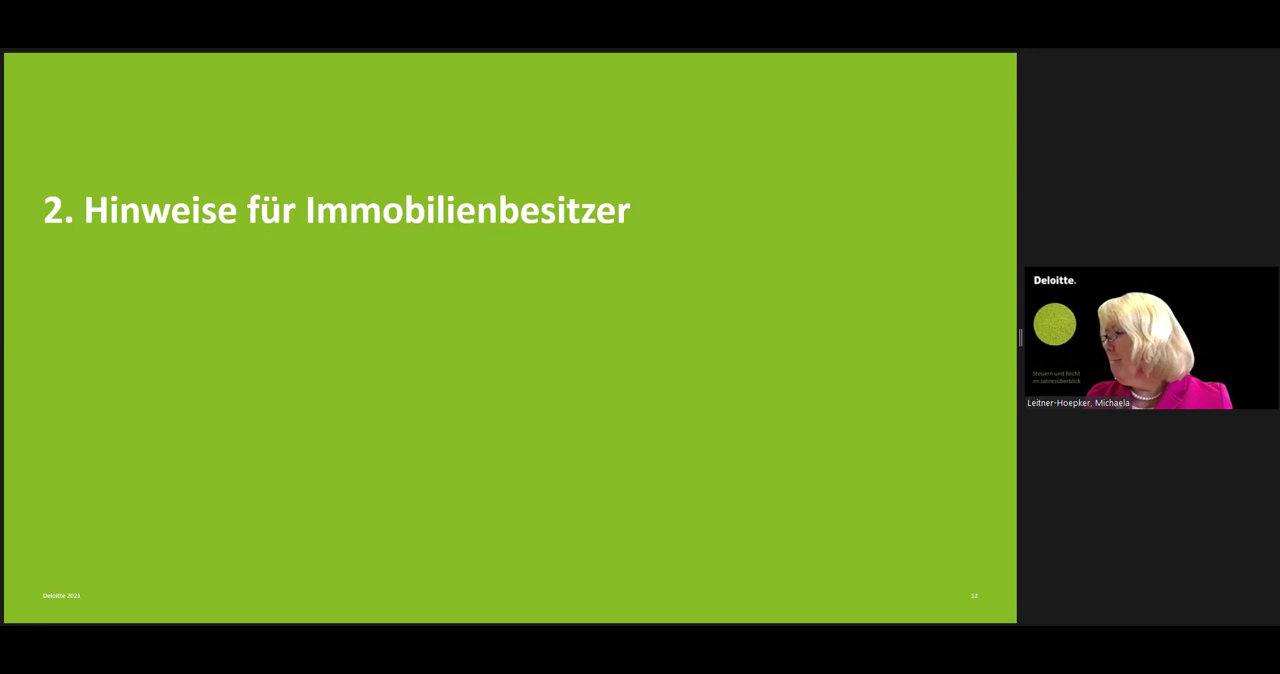 2. Hinweise für Immobilienbesitzer
Deloitte.
Steuern und Recht
im Jahresüberblick
Leitner-Hoepker, Michaela
Deloitte 2021
12